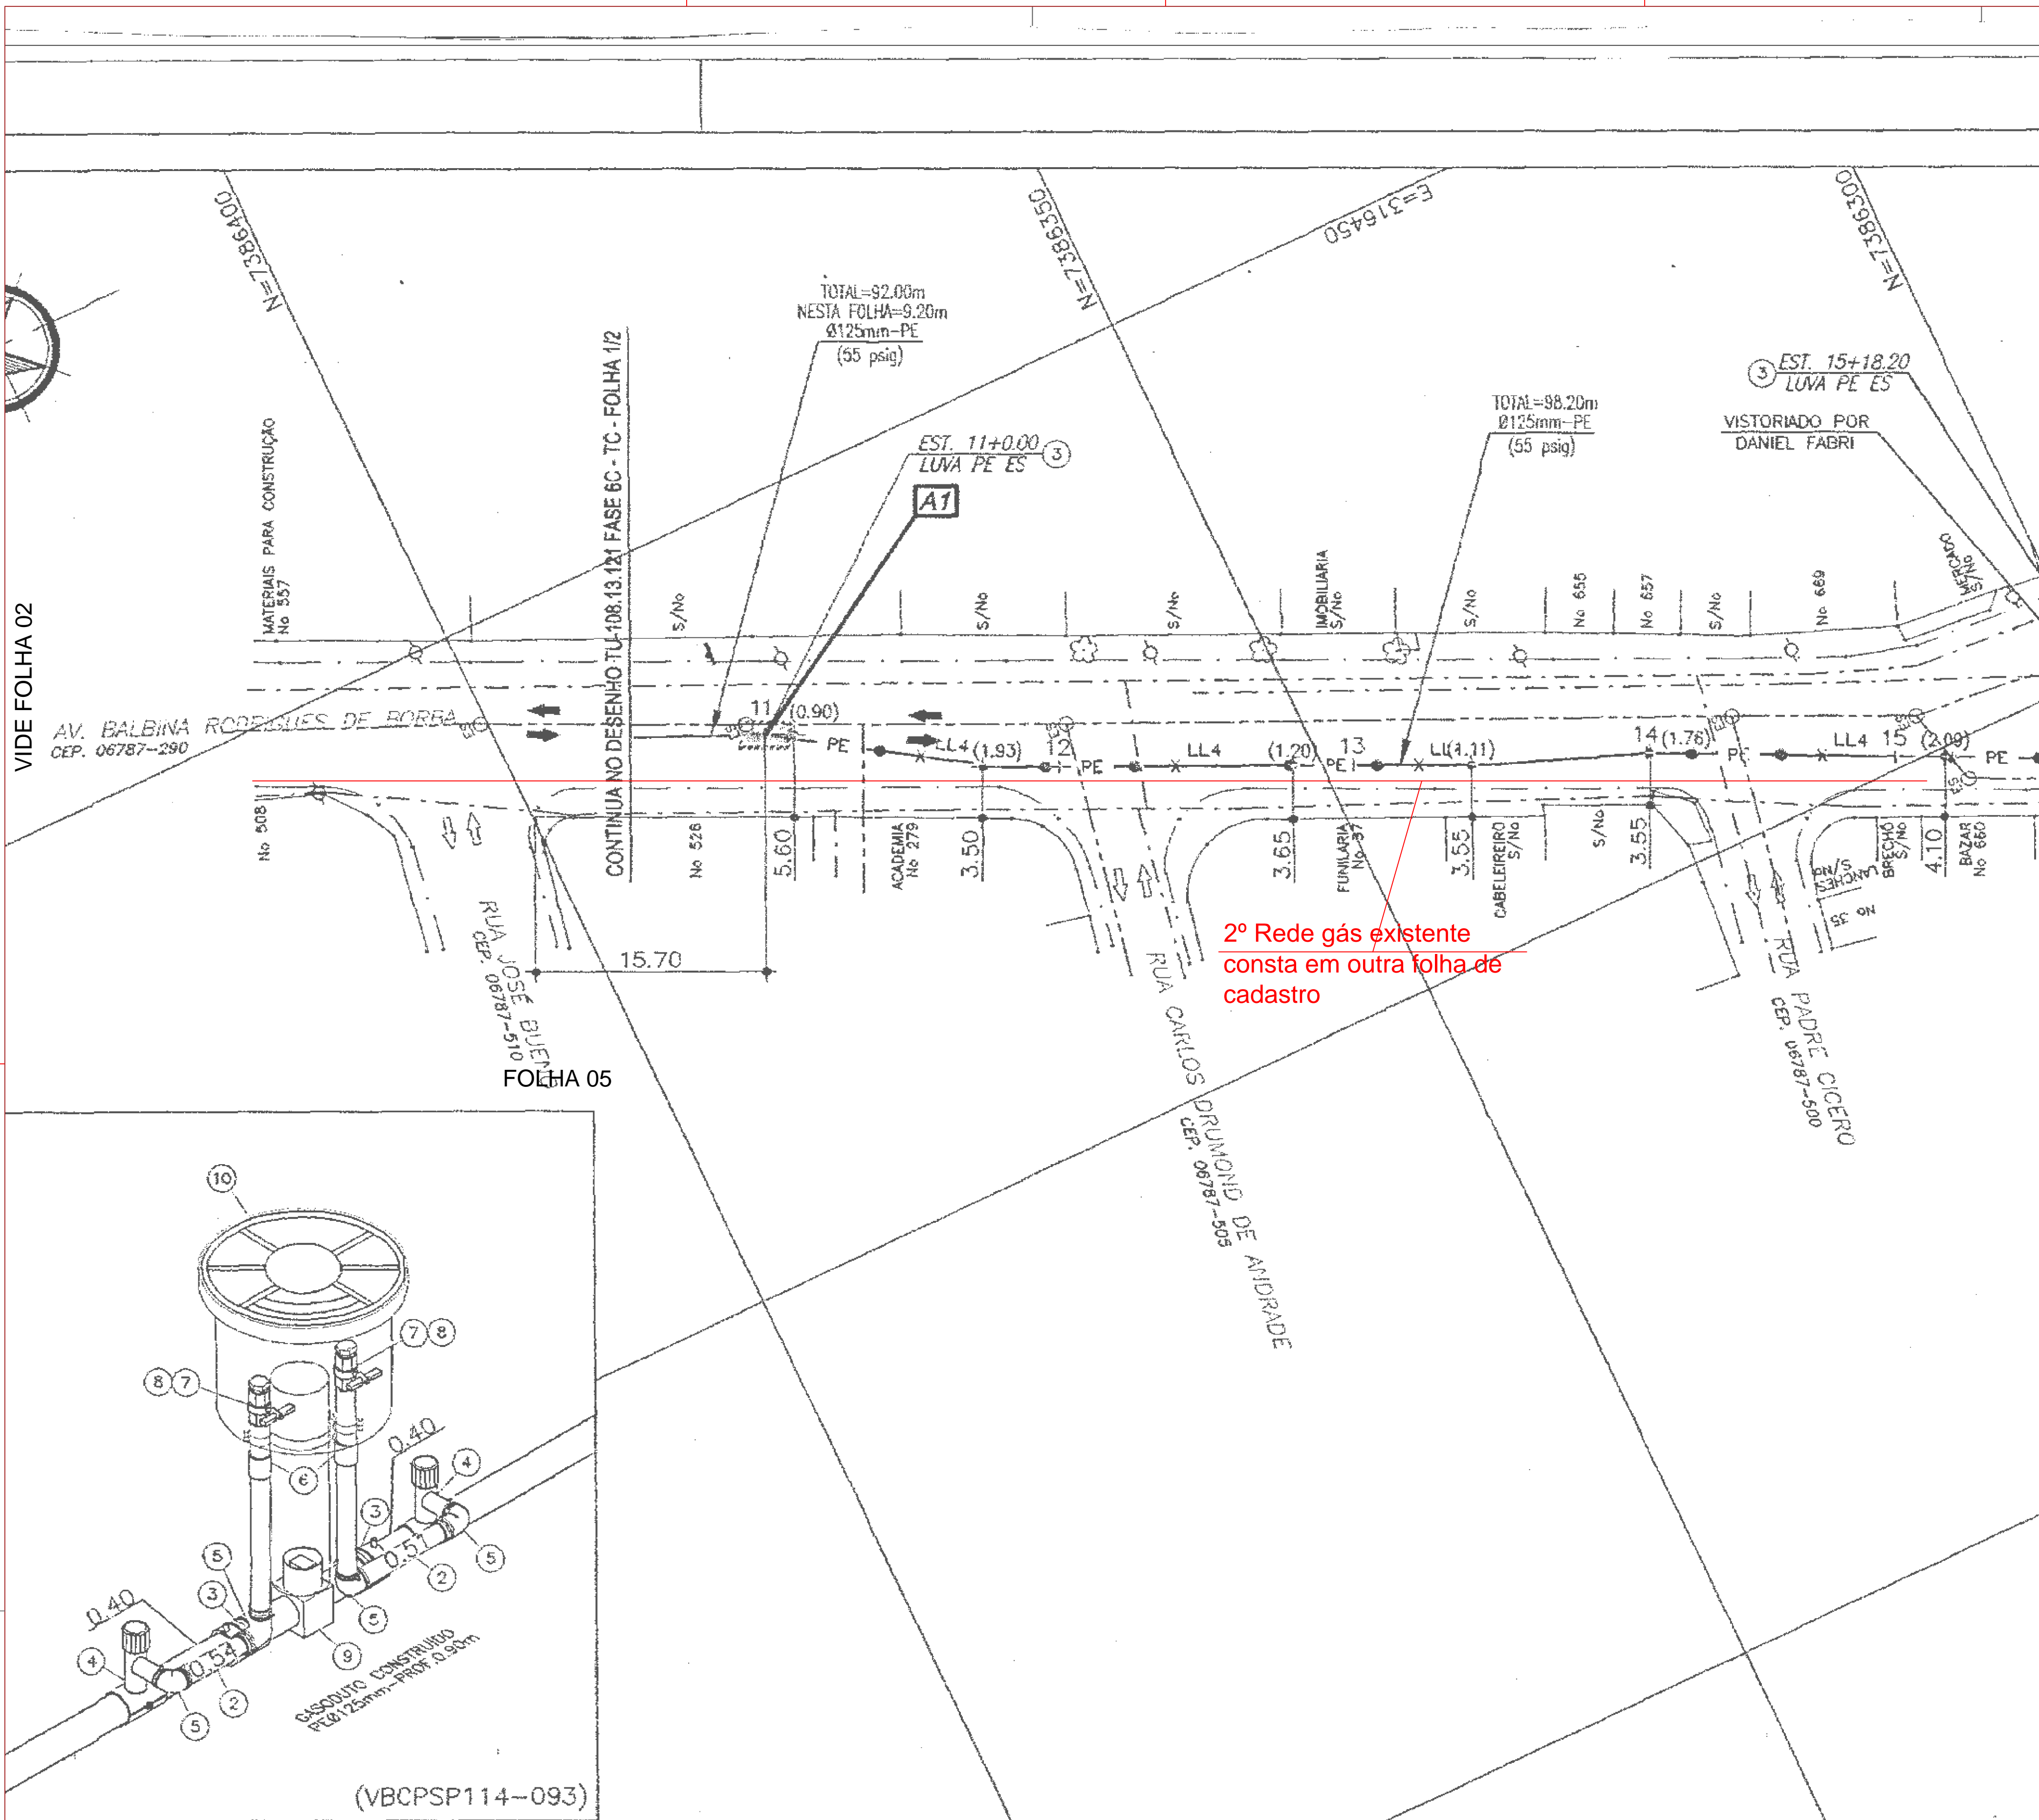 N=7386400
N=7386350
E=316450
N=7386300
TOTAL=92.00m
NESTA FOLHA=9.20m
Ø125mm-PE
(55 psig)
CONTINUA NO DESENHO TU-108.13.121 FASE 6C - TC - FOLHA 1/2
EST. 11+0.00
LUVA PE ES
3
A1
TOTAL=98.20m
Ø125mm-PE
(55 psig)
3
EST. 15+18.20
LUVA PE ES
VISTORIADO POR
DANIEL FABRI
MATERIAIS PARA CONSTRUÇÃO
No 557
S/No
S/No
S/No
IMOBILIARIA
S/No
S/No
No 655
No 657
S/No
No 669
MERCADO
S/No
VIDE FOLHA 02
AV. BALBINA RODRIGUES DE BORBA
CEP. 06787-290
11
(0.90)
PE
LL4
(1.93)
12
PE
LL4
(1.20)
13
PE
14
(1.76)
LL4
15
(2.09)
PE
No 508
No 526
5.60
ACADEMIA
No 279
3.50
3.65
FUNILARIA
No 37
3.55
CABELEIREIRO
S/No
S/No
3.55
LANCHES
S/No
No 35
BRECHÓ
S/No
4.10
BAZAR
No 660
15.70
2º Rede gás existente
consta em outra folha de
cadastro
RUA JOSÉ BUENO
CEP. 06787-510
FOLHA 05
RUA CARLOS DRUMOND DE ANDRADE
CEP. 06787-505
RUA PADRE CICERO
CEP. 06787-500
10
7
8
8
7
0.40
4
6
3
0.57
5
2
5
3
0.40
5
4
0.54
9
2
5
GASODUTO CONSTRUÍDO
PEØ125mm-PROF.0.90m
(VBCPSP114-093)